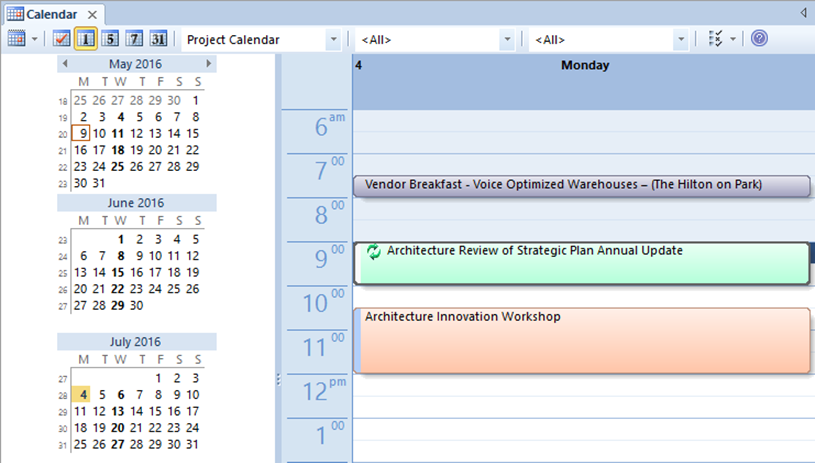 Calendar
1 5 7 31 Project Calendar <All> <All>
May 2016
M T W T F S S
18 25 26 27 28 29 30 1
19 2 3 4 5 6 7 8
20 9 10 11 12 13 14 15
21 16 17 18 19 20 21 22
22 23 24 25 26 27 28 29
23 30 31
June 2016
M T W T F S S
23 1 2 3 4 5
24 6 7 8 9 10 11 12
25 13 14 15 16 17 18 19
26 20 21 22 23 24 25 26
27 27 28 29 30
July 2016
M T W T F S S
27 1 2 3
28 4 5 6 7 8 9 10
29 11 12 13 14 15 16 17
30 18 19 20 21 22 23 24
31 25 26 27 28 29 30 31
4 Monday
6 am
7 00
Vendor Breakfast - Voice Optimized Warehouses – (The Hilton on Park)
8 00
9 00
Architecture Review of Strategic Plan Annual Update
10 00
Architecture Innovation Workshop
11 00
12 pm
1 00